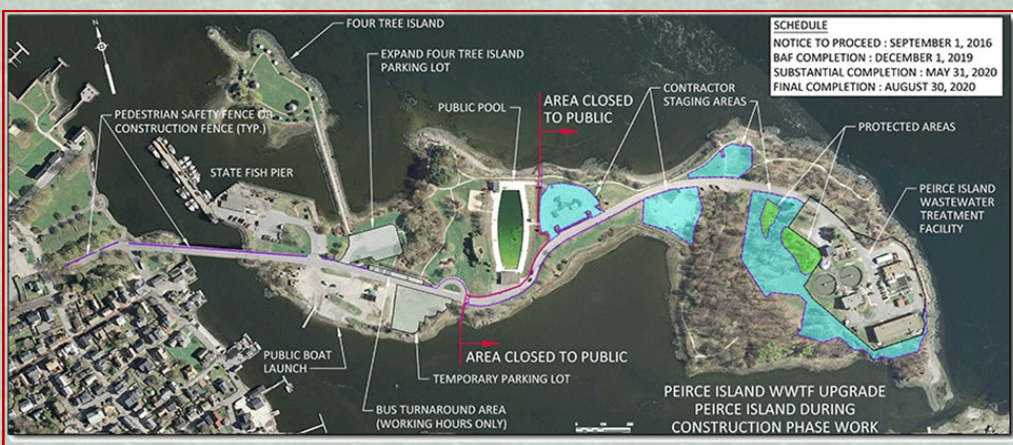 N
FOUR TREE ISLAND
EXPAND FOUR TREE ISLAND
PARKING LOT
PEDESTRIAN SAFETY FENCE OR
CONSTRUCTION FENCE (TYP.)
STATE FISH PIER
PUBLIC POOL
AREA CLOSED
TO PUBLIC
CONTRACTOR
STAGING AREAS
SCHEDULE
NOTICE TO PROCEED : SEPTEMBER 1, 2016
BAF COMPLETION : DECEMBER 1, 2019
SUBSTANTIAL COMPLETION : MAY 31, 2020
FINAL COMPLETION : AUGUST 30, 2020
PROTECTED AREAS
PEIRCE ISLAND
WASTEWATER
TREATMENT
FACILITY
PUBLIC BOAT
LAUNCH
AREA CLOSED TO PUBLIC
TEMPORARY PARKING LOT
BUS TURNAROUND AREA
(WORKING HOURS ONLY)
PEIRCE ISLAND WWTF UPGRADE
PEIRCE ISLAND DURING
CONSTRUCTION PHASE WORK